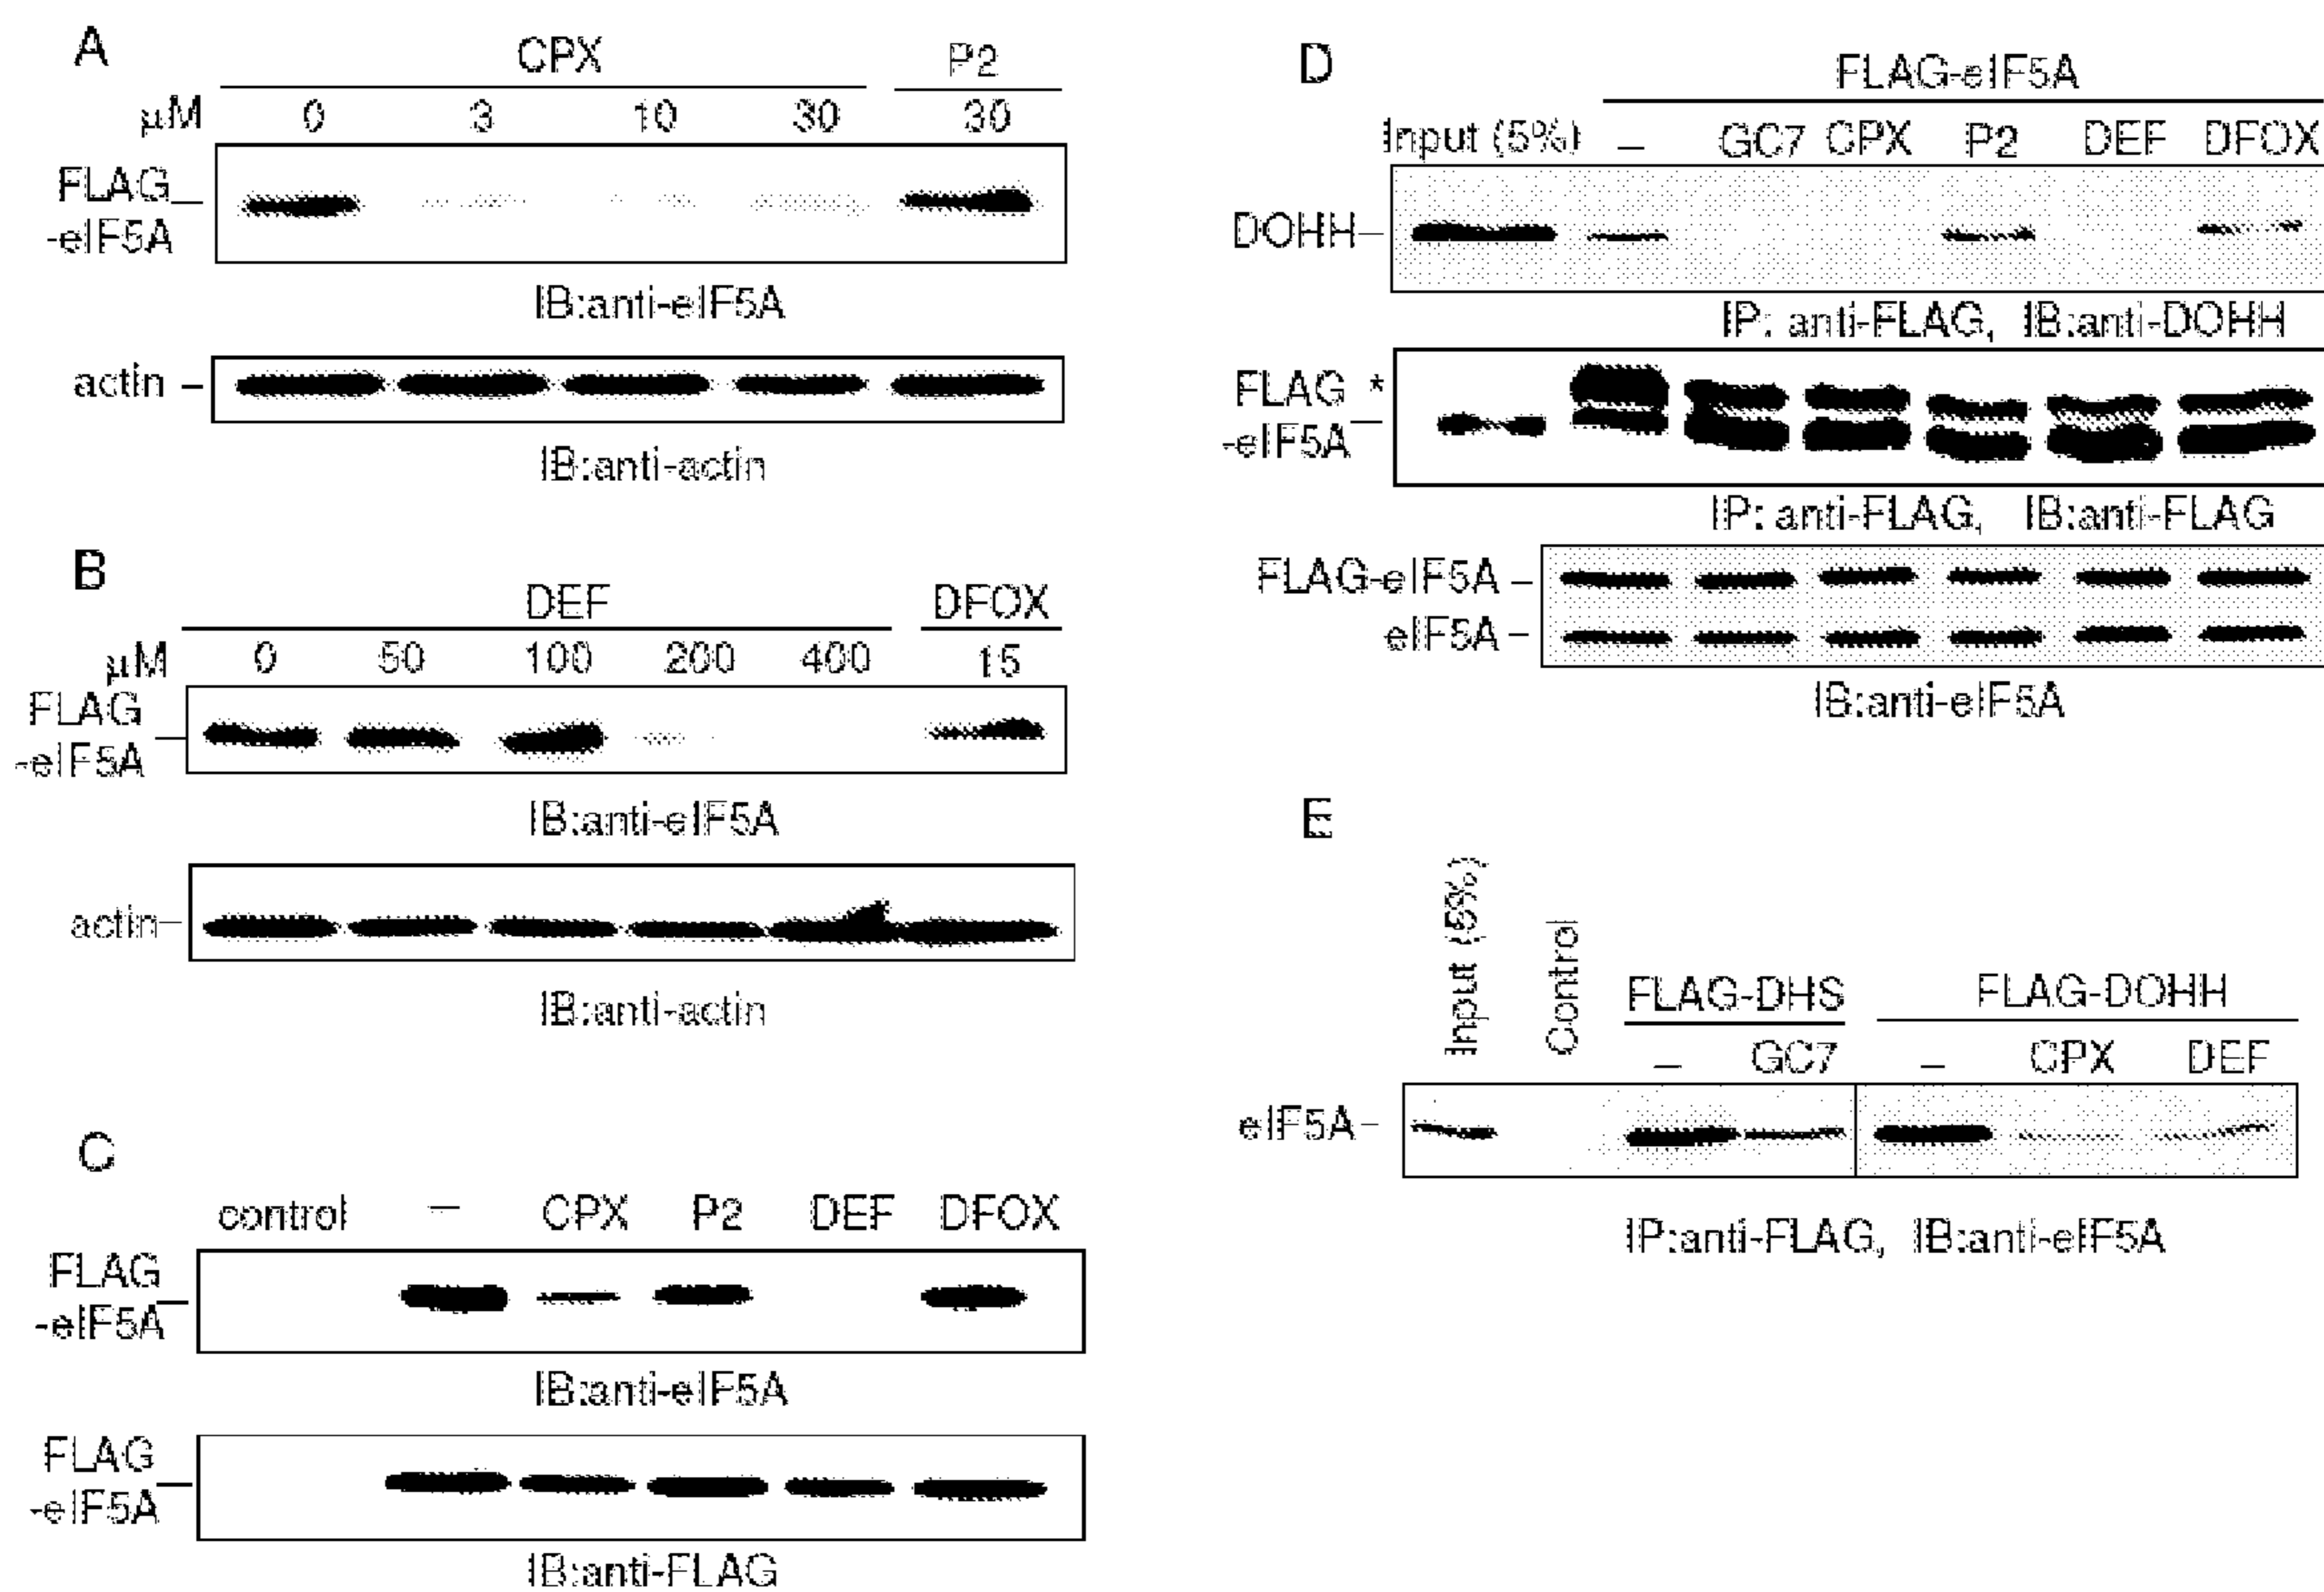 A
CPX P2
µM 0 3 10 30 30
FLAG
-eIF5A
IB:anti-eIF5A
actin
IB:anti-actin
B
DEF DFOX
µM 0 50 100 200 400 15
FLAG
-eIF5A
IB:anti-eIF5A
actin
IB:anti-actin
C
control – CPX P2 DEF DFOX
FLAG
-eIF5A
IB:anti-eIF5A
FLAG
-eIF5A
IB:anti-FLAG
D
FLAG-eIF5A
Input (5%) – GC7 CPX P2 DEF DFOX
DOHH
IP: anti-FLAG, IB:anti-DOHH
FLAG *
-eIF5A
IP: anti-FLAG, IB:anti-FLAG
FLAG-eIF5A
eIF5A
IB:anti-eIF5A
E
Input (5%)
Control
FLAG-DHS FLAG-DOHH
– GC7 – CPX DEF
eIF5A
IP:anti-FLAG, IB:anti-eIF5A